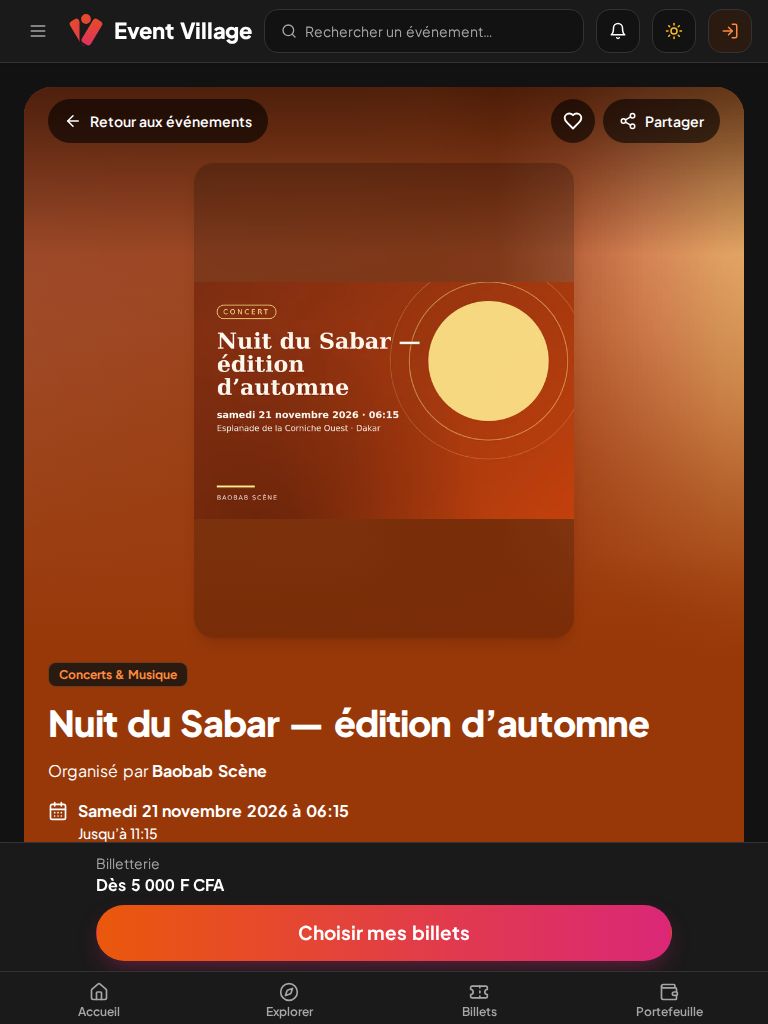 Event Village
Rechercher un événement...
Retour aux événements
Partager
CONCERT
Nuit du Sabar —
édition
d’automne
samedi 21 novembre 2026 · 06:15
Esplanade de la Corniche Ouest · Dakar
BAOBAB SCÈNE
Concerts & Musique
Nuit du Sabar — édition d’automne
Organisé par Baobab Scène
Samedi 21 novembre 2026 à 06:15
Jusqu’à 11:15
Billetterie
Dès 5 000 F CFA
Choisir mes billets
Accueil
Explorer
Billets
Portefeuille